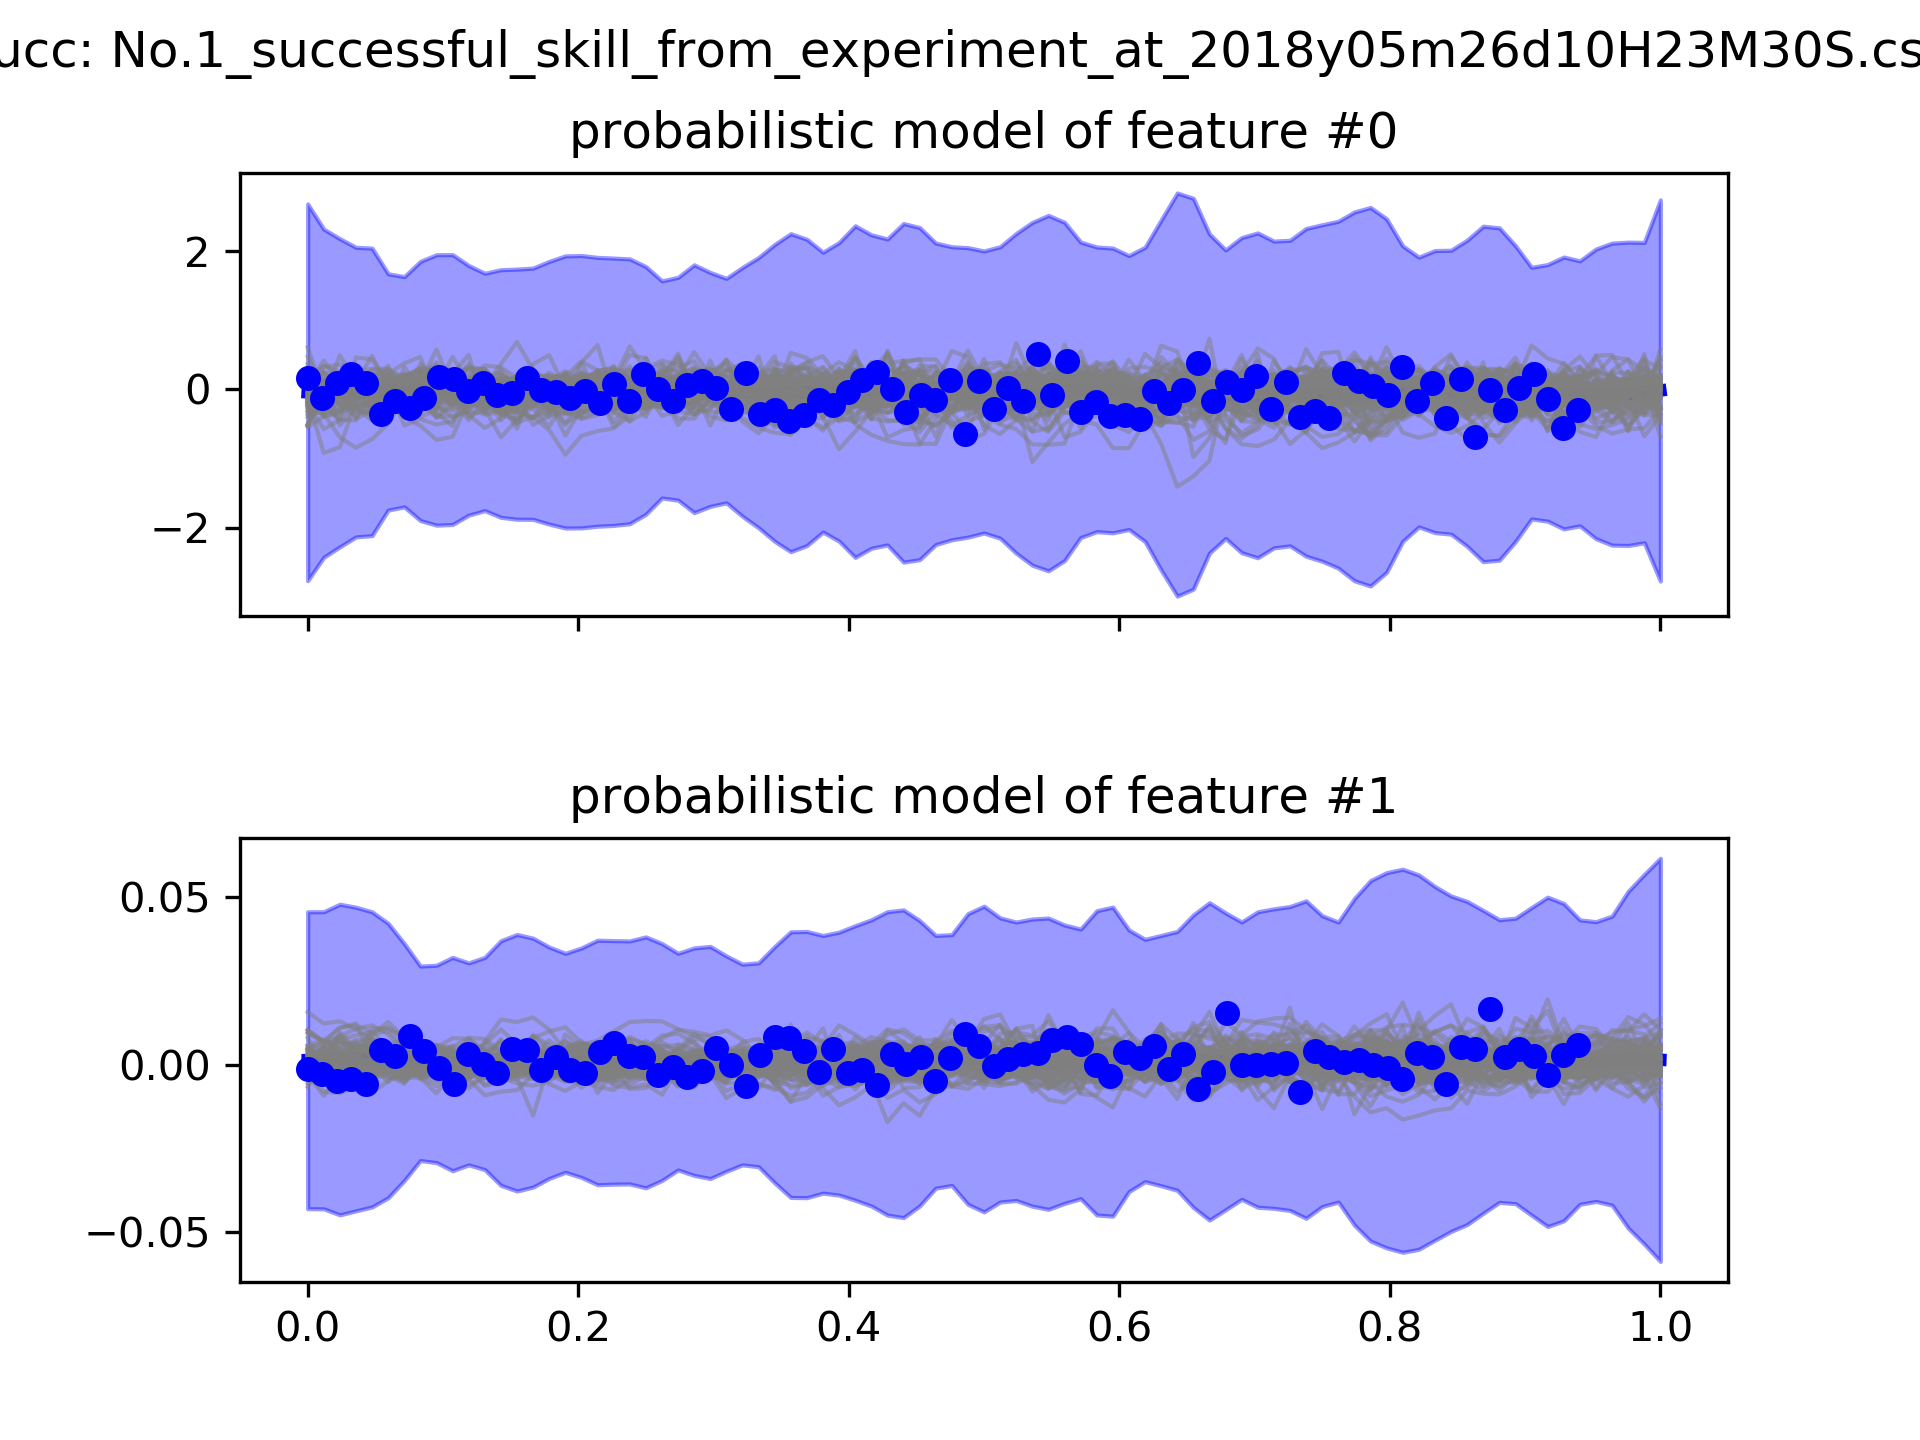 ucc: No.1_successful_skill_from_experiment_at_2018y05m26d10H23M30S.cs
probabilistic model of feature #0
2
0
−2
probabilistic model of feature #1
0.05
0.00
−0.05
0.0 0.2 0.4 0.6 0.8 1.0